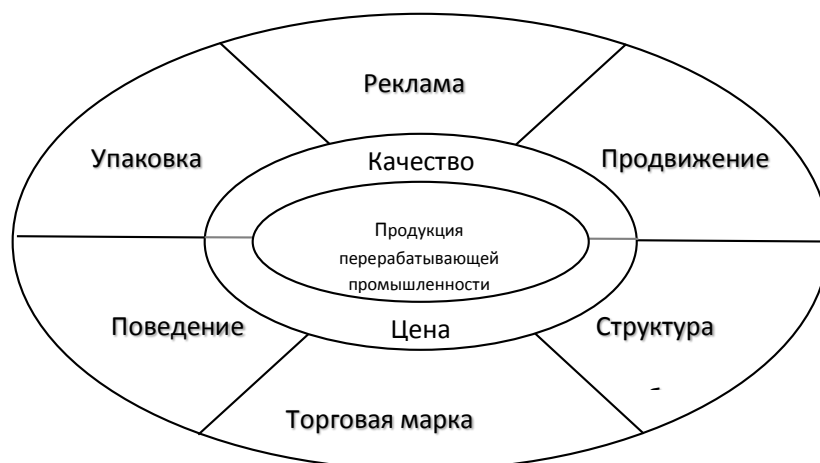 Реклама
Упаковка
Качество
Продвижение
Продукция
перерабатывающей
промышленности
Поведение
Цена
Структура
Торговая марка